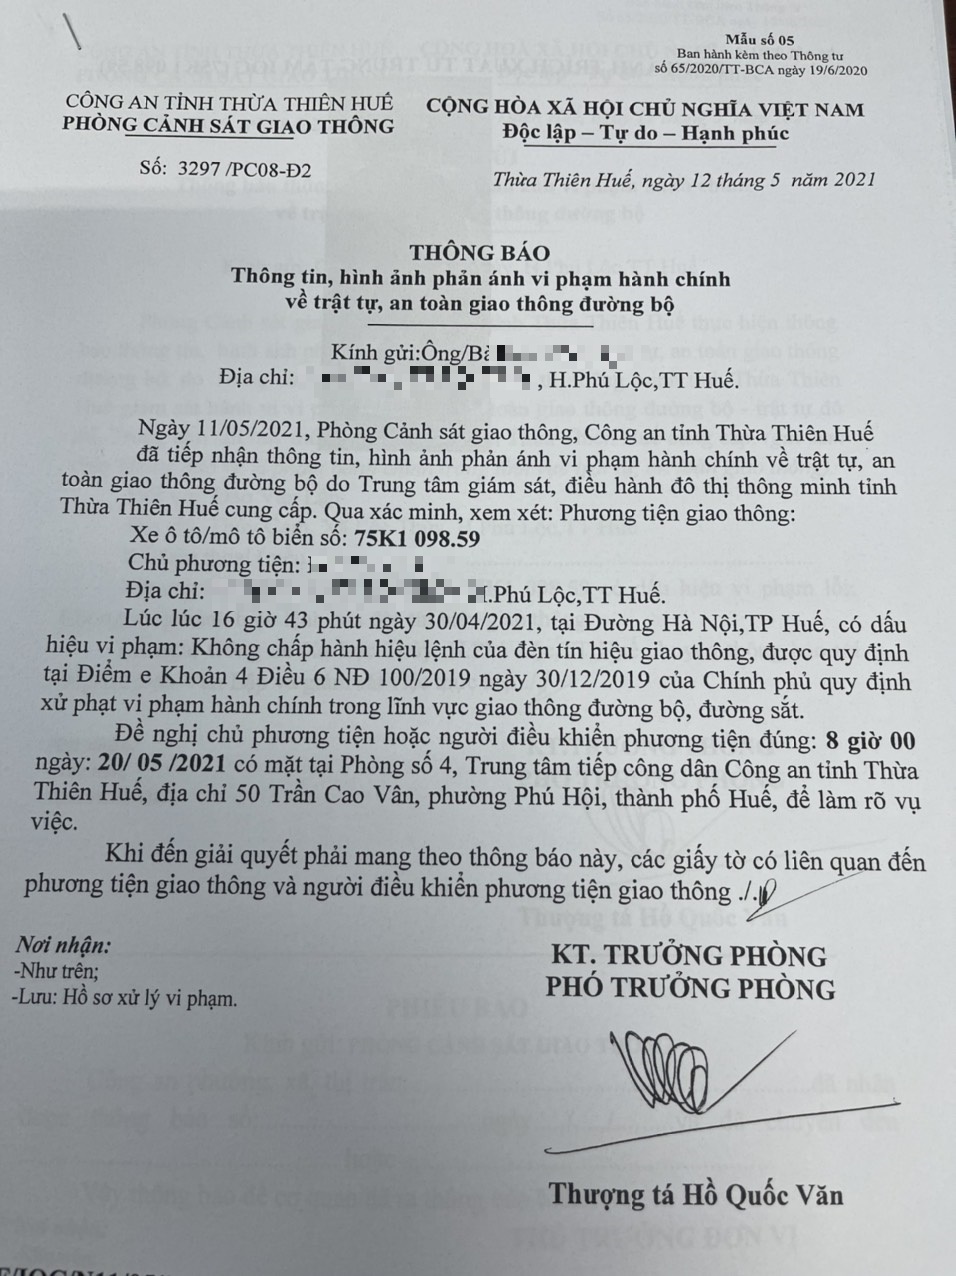 Mẫu số 05
Ban hành kèm theo Thông tư
số 65/2020/TT-BCA ngày 19/6/2020
CÔNG AN TỈNH THỪA THIÊN HUẾ
PHÒNG CẢNH SÁT GIAO THÔNG
CỘNG HÒA XÃ HỘI CHỦ NGHĨA VIỆT NAM
Độc lập – Tự do – Hạnh phúc
Số: 3297 /PC08-Đ2
Thừa Thiên Huế, ngày 12 tháng 5 năm 2021
THÔNG BÁO
Thông tin, hình ảnh phản ánh vi phạm hành chính
về trật tự, an toàn giao thông đường bộ
Kính gửi:Ông/Bà
Địa chỉ: , H.Phú Lộc,TT Huế.
Ngày 11/05/2021, Phòng Cảnh sát giao thông, Công an tỉnh Thừa Thiên Huế
đã tiếp nhận thông tin, hình ảnh phản ánh vi phạm hành chính về trật tự, an
toàn giao thông đường bộ do Trung tâm giám sát, điều hành đô thị thông minh tỉnh
Thừa Thiên Huế cung cấp. Qua xác minh, xem xét: Phương tiện giao thông:
Xe ô tô/mô tô biển số: 75K1 098.59
Chủ phương tiện:
Địa chỉ: .Phú Lộc,TT Huế.
Lúc lúc 16 giờ 43 phút ngày 30/04/2021, tại Đường Hà Nội,TP Huế, có dấu
hiệu vi phạm: Không chấp hành hiệu lệnh của đèn tín hiệu giao thông, được quy định
tại Điểm e Khoản 4 Điều 6 NĐ 100/2019 ngày 30/12/2019 của Chính phủ quy định
xử phạt vi phạm hành chính trong lĩnh vực giao thông đường bộ, đường sắt.
Đề nghị chủ phương tiện hoặc người điều khiển phương tiện đúng: 8 giờ 00
ngày: 20/ 05 /2021 có mặt tại Phòng số 4, Trung tâm tiếp công dân Công an tỉnh Thừa
Thiên Huế, địa chỉ 50 Trần Cao Vân, phường Phú Hội, thành phố Huế, để làm rõ vụ
việc.
Khi đến giải quyết phải mang theo thông báo này, các giấy tờ có liên quan đến
phương tiện giao thông và người điều khiển phương tiện giao thông ./.
Nơi nhận:
-Như trên;
-Lưu: Hồ sơ xử lý vi phạm.
KT. TRƯỞNG PHÒNG
PHÓ TRƯỞNG PHÒNG
Thượng tá Hồ Quốc Văn